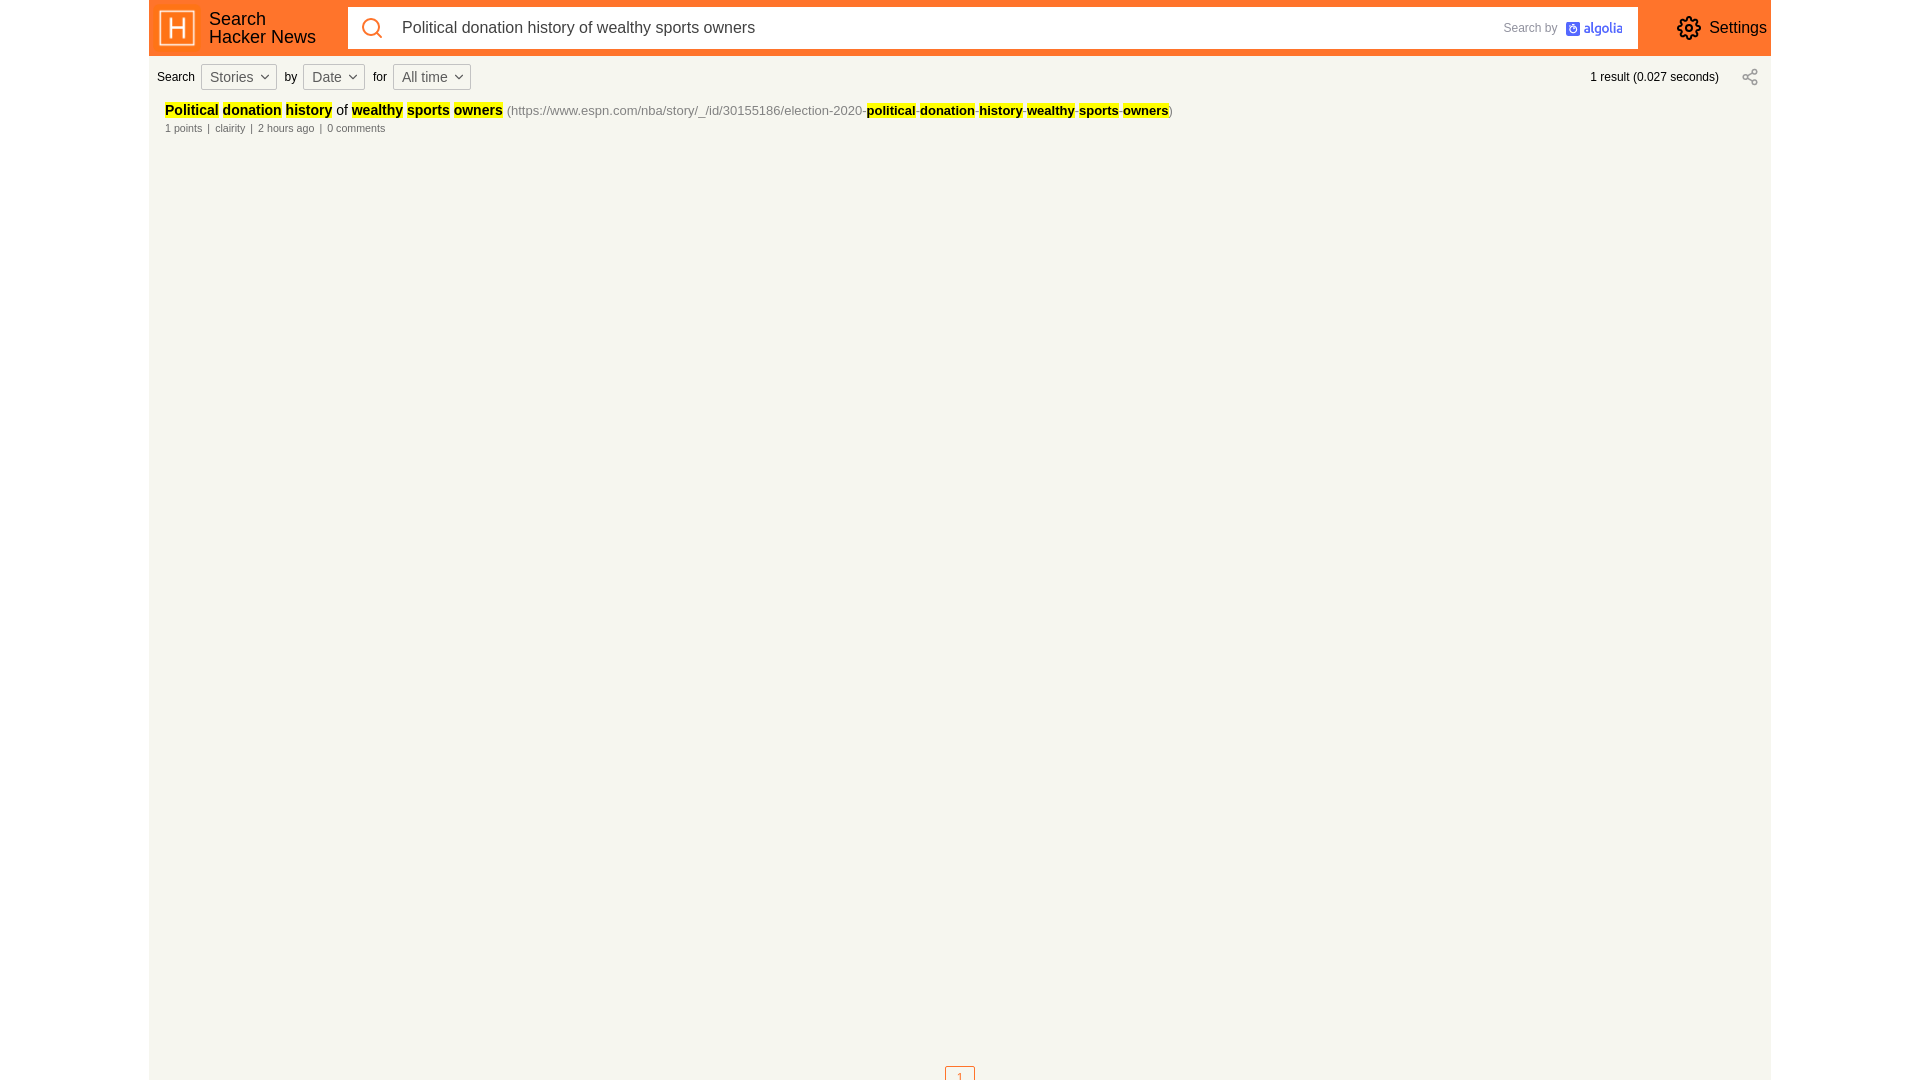 Search
Hacker News
Political donation history of wealthy sports owners
Search by algolia
Settings
Search Stories by Date for All time
1 result (0.027 seconds)
Political donation history of wealthy sports owners (https://www.espn.com/nba/story/_/id/30155186/election-2020-political-donation-history-wealthy-sports-owners)
1 points | clairity | 2 hours ago | 0 comments
1